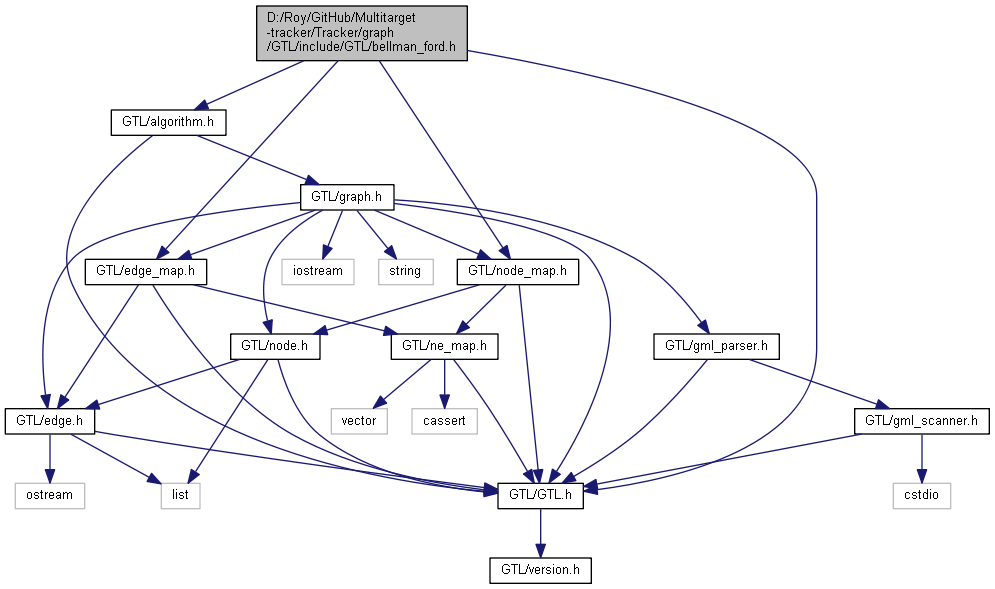 D:/Roy/GitHub/Multitarget
-tracker/Tracker/graph
/GTL/include/GTL/bellman_ford.h
GTL/algorithm.h
GTL/graph.h
GTL/edge_map.h
iostream
string
GTL/node_map.h
GTL/node.h
GTL/ne_map.h
GTL/gml_parser.h
GTL/edge.h
vector
cassert
GTL/gml_scanner.h
ostream
list
GTL/GTL.h
cstdio
GTL/version.h